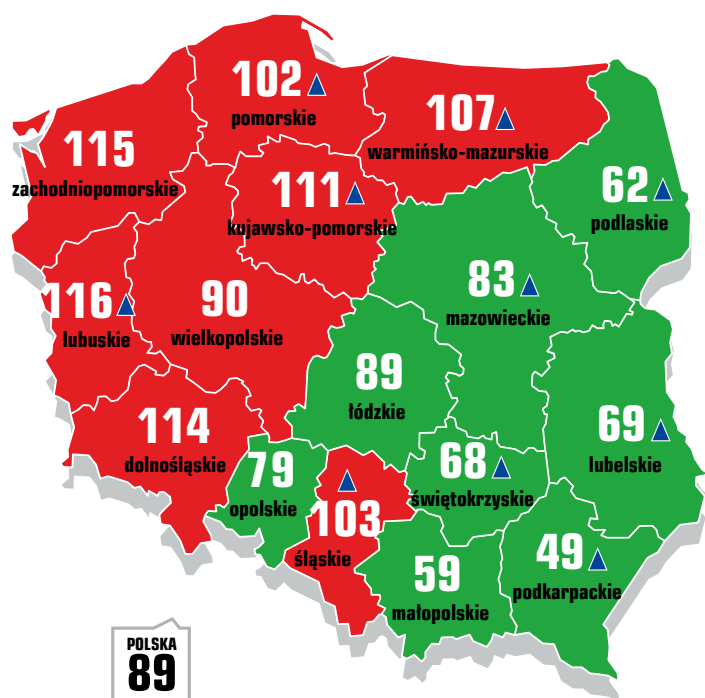 102
pomorskie
107
warmińsko-mazurskie
115
zachodniopomorskie
111
kujawsko-pomorskie
62
podlaskie
83
mazowieckie
116
lubuskie
90
wielkopolskie
89
łódzkie
114
dolnośląskie
69
lubelskie
79
opolskie
68
świętokrzyskie
103
śląskie
59
małopolskie
49
podkarpackie
POLSKA
89